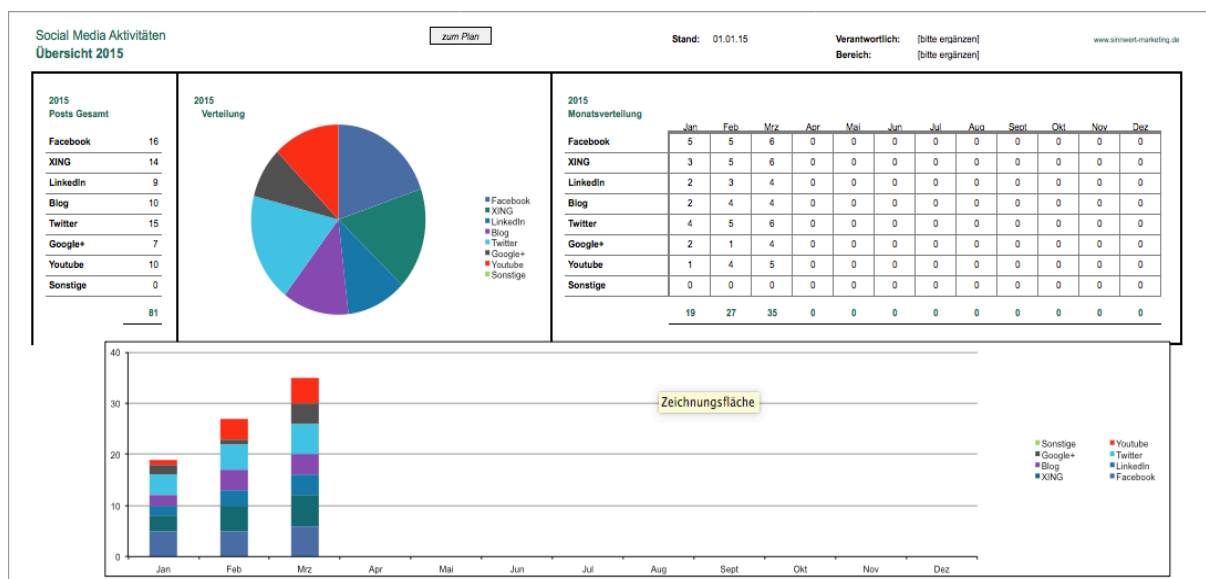 Social Media Aktivitäten
Übersicht 2015
zum Plan
Stand: 01.01.15
Verantwortlich: [bitte ergänzen]
Bereich: [bitte ergänzen]
www.sinnwert-marketing.de
2015
Posts Gesamt
Facebook 16
XING 14
LinkedIn 9
Blog 10
Twitter 15
Google+ 7
Youtube 10
Sonstige 0
81
2015
Verteilung
Facebook
XING
LinkedIn
Blog
Twitter
Google+
Youtube
Sonstige
2015
Monatsverteilung
Jan Feb Mrz Apr Mai Jun Jul Aug Sept Okt Nov Dez
Facebook 5 5 6 0 0 0 0 0 0 0 0 0
XING 3 5 6 0 0 0 0 0 0 0 0 0
LinkedIn 2 3 4 0 0 0 0 0 0 0 0 0
Blog 2 4 4 0 0 0 0 0 0 0 0 0
Twitter 4 5 6 0 0 0 0 0 0 0 0 0
Google+ 2 1 4 0 0 0 0 0 0 0 0 0
Youtube 1 4 5 0 0 0 0 0 0 0 0 0
Sonstige 0 0 0 0 0 0 0 0 0 0 0 0
19 27 35 0 0 0 0 0 0 0 0 0
40
30
20
10
0
Jan Feb Mrz Apr Mai Jun Jul Aug Sept Okt Nov Dez
Zeichnungsfläche
Sonstige Youtube
Google+ Twitter
Blog LinkedIn
XING Facebook